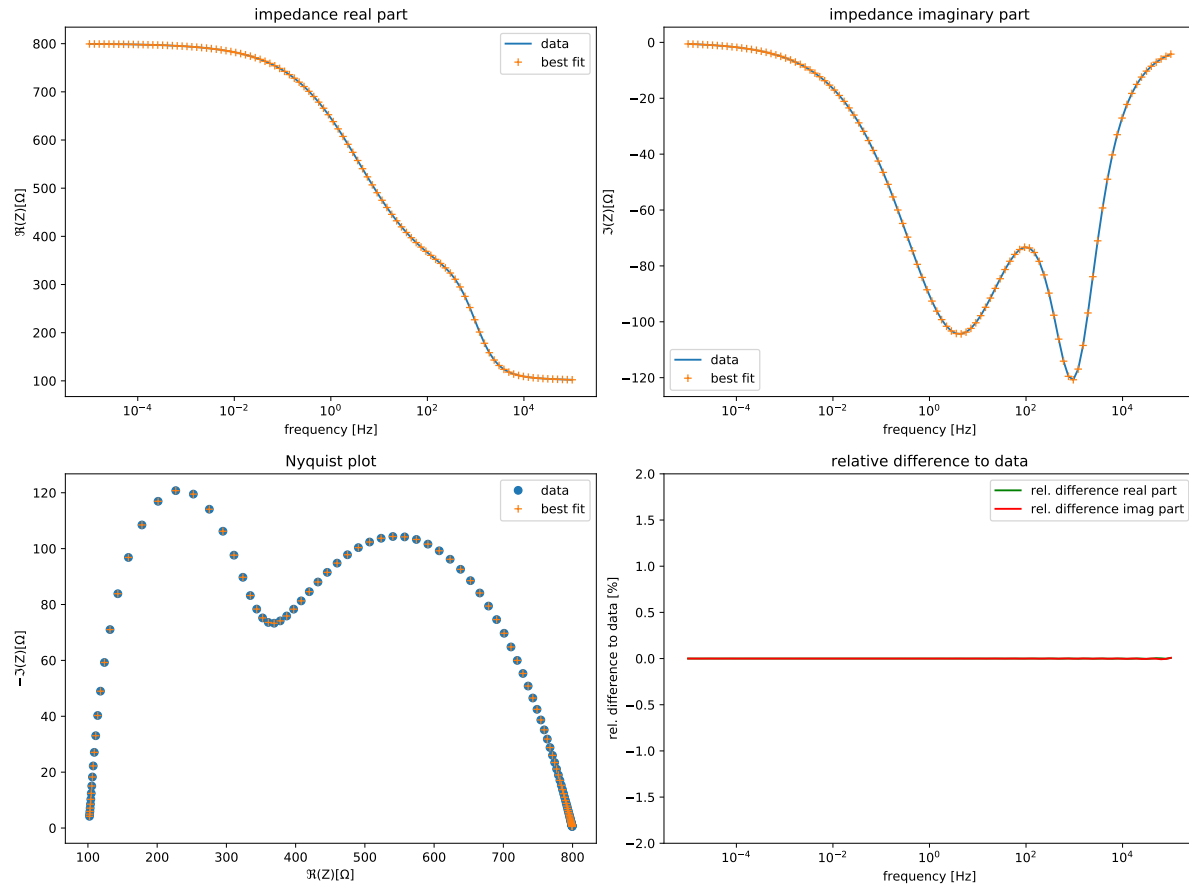 impedance real part
800
700
600
500
400
300
200
100
ℜ(Z)[Ω]
data
best fit
10⁻⁴
10⁻²
10⁰
10²
10⁴
frequency [Hz]
impedance imaginary part
0
−20
−40
−60
−80
−100
−120
ℑ(Z)[Ω]
data
best fit
10⁻⁴
10⁻²
10⁰
10²
10⁴
frequency [Hz]
Nyquist plot
120
100
80
60
40
20
0
−ℑ(Z)[Ω]
data
best fit
100
200
300
400
500
600
700
800
ℜ(Z)[Ω]
relative difference to data
2.0
1.5
1.0
0.5
0.0
−0.5
−1.0
−1.5
−2.0
rel. difference to data [%]
rel. difference real part
rel. difference imag part
10⁻⁴
10⁻²
10⁰
10²
10⁴
frequency [Hz]